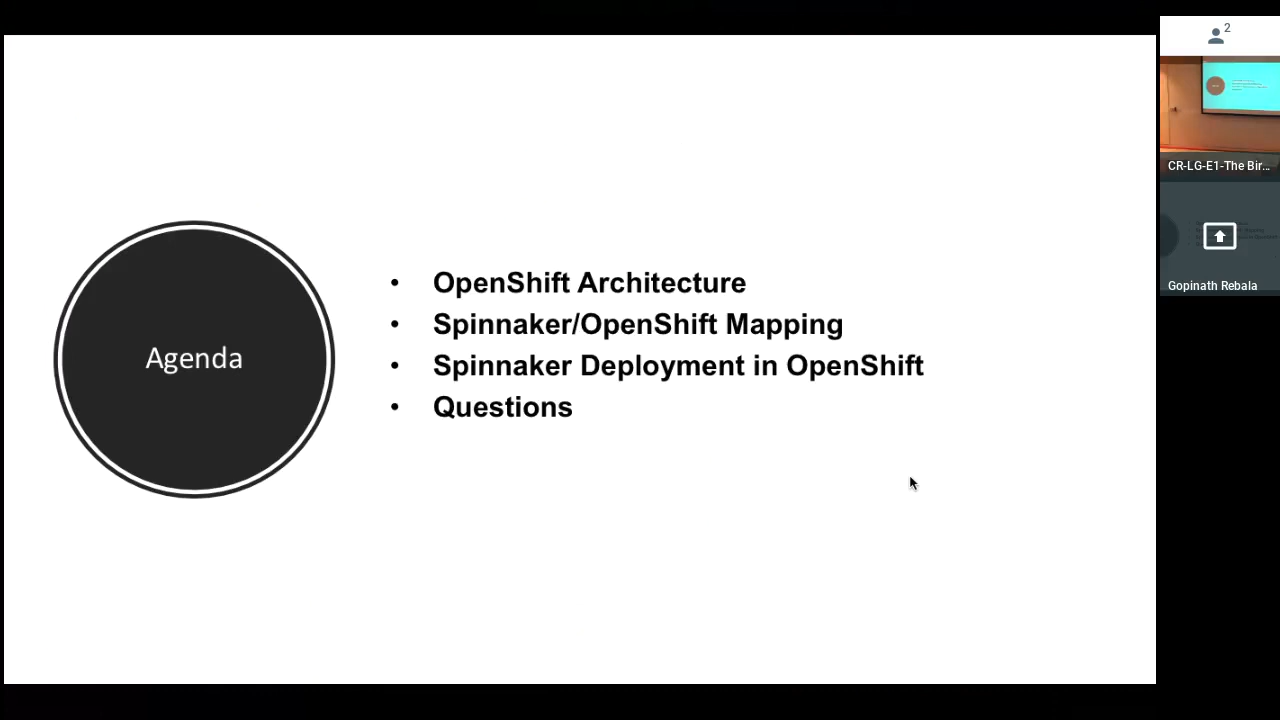 2
CR-LG-E1-The Bir...
Gopinath Rebala
Agenda
• OpenShift Architecture
• Spinnaker/OpenShift Mapping
• Spinnaker Deployment in OpenShift
• Questions